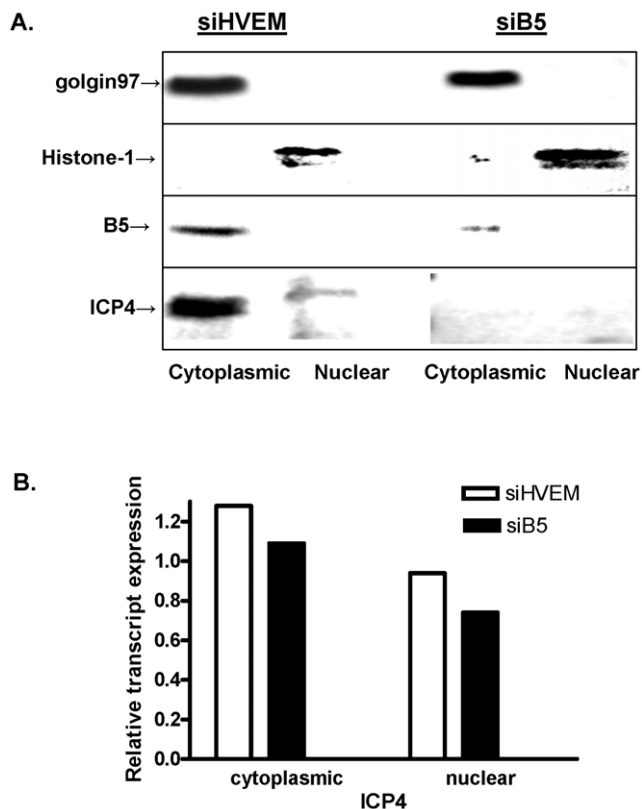 A.
siHVEM siB5
golgin97→
Histone-1→
B5→
ICP4→
Cytoplasmic Nuclear Cytoplasmic Nuclear
B.
Relative transcript expression
siHVEM
siB5
1.2
1.0
0.8
0.6
0.4
0.2
0.0
cytoplasmic nuclear
ICP4